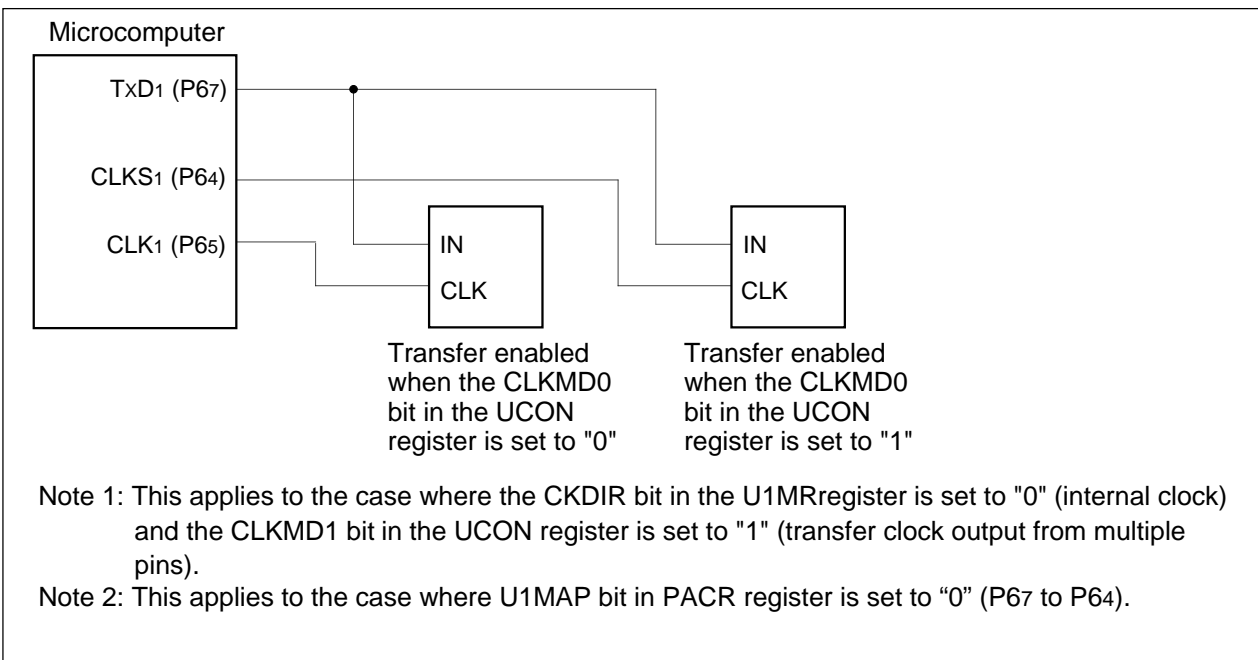 Microcomputer
TxD1 (P67)
CLKS1 (P64)
CLK1 (P65)
IN
CLK
IN
CLK
Transfer enabled
when the CLKMD0
bit in the UCON
register is set to "0"
Transfer enabled
when the CLKMD0
bit in the UCON
register is set to "1"
Note 1: This applies to the case where the CKDIR bit in the U1MRregister is set to "0" (internal clock)
and the CLKMD1 bit in the UCON register is set to "1" (transfer clock output from multiple
pins).
Note 2: This applies to the case where U1MAP bit in PACR register is set to “0” (P67 to P64).